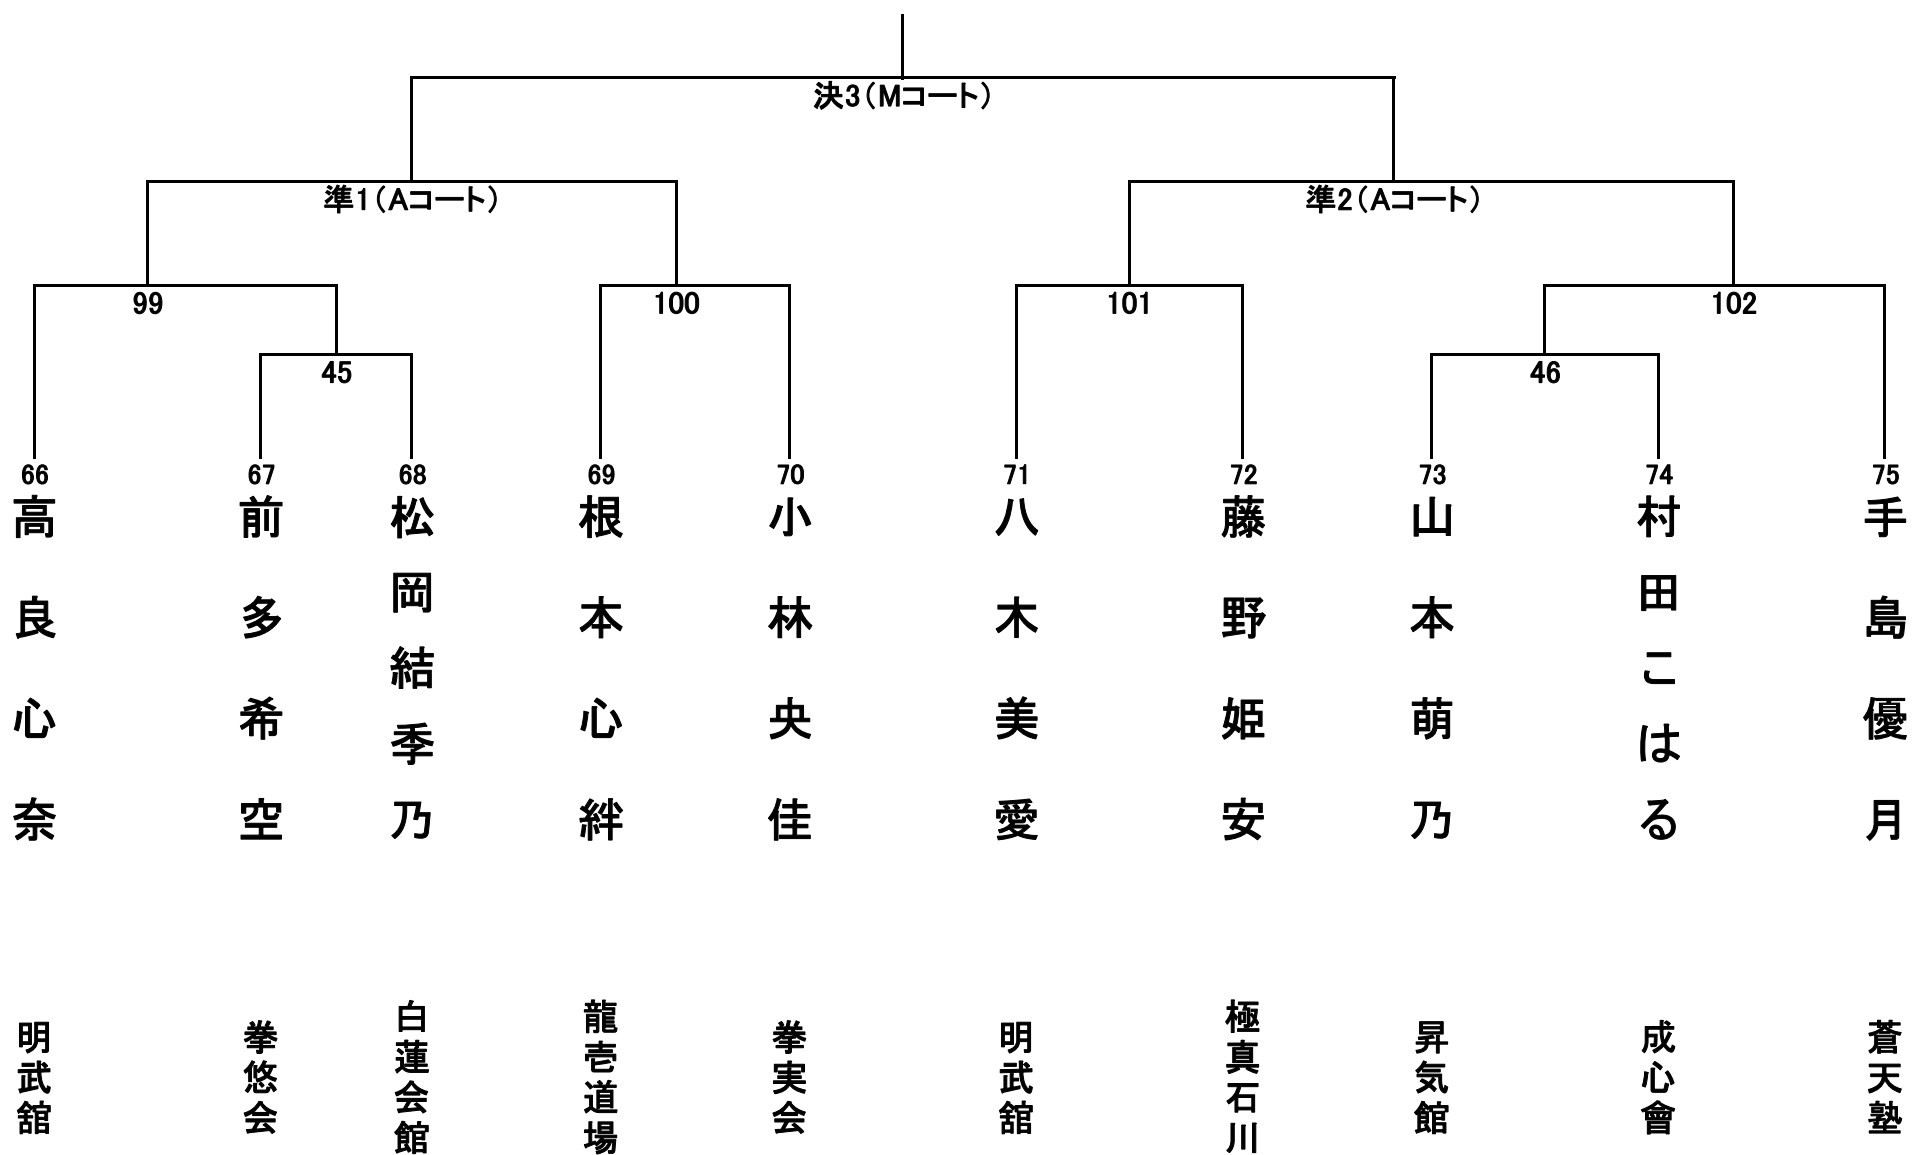 決3（Mコート）
準1（Aコート）
準2（Aコート）
99
100
101
102
45
46
66
67
68
69
70
71
72
73
74
75
高良心奈
前多希空
松岡結季乃
根本心絆
小林央佳
八木美愛
藤野姫安
山本萌乃
村田こはる
手島優月
明武舘
拳悠会
白蓮会館
龍壱道場
拳実会
明武舘
極真石川
昇気館
成心會
蒼天塾